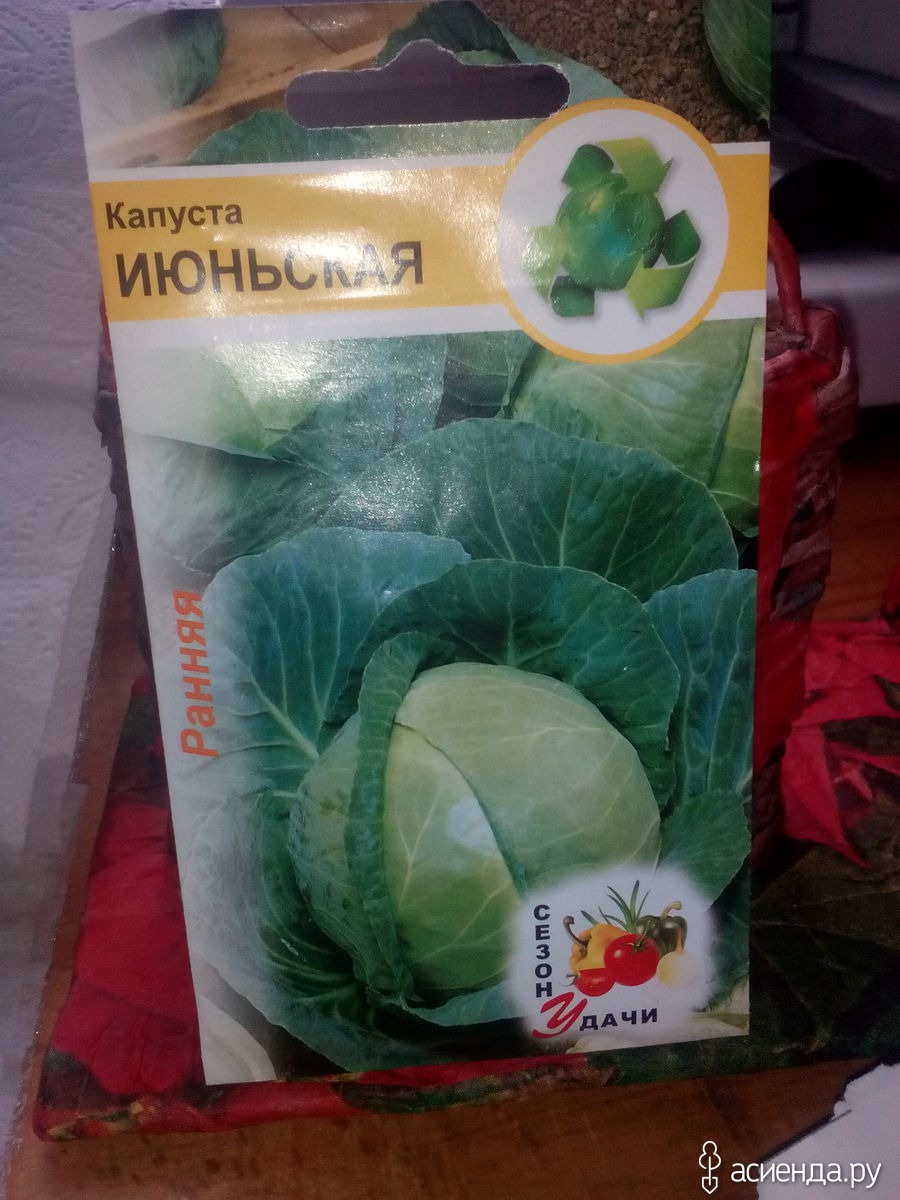 Капуста
ИЮНЬСКАЯ
Ранняя
СЕЗОН
УДАЧИ
асиенда.ру